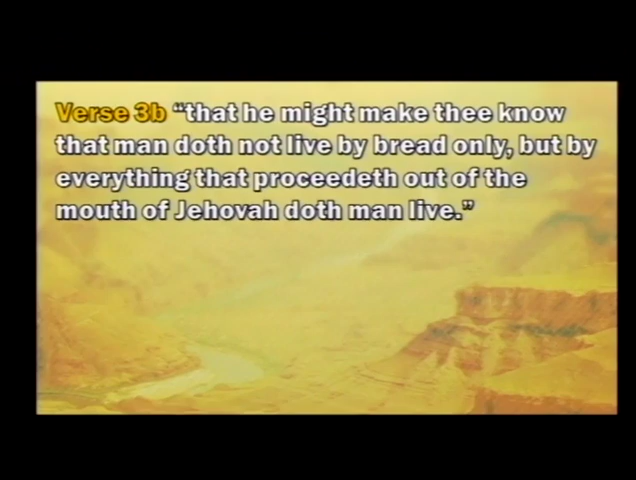 Verse 3b “that he might make thee know
that man doth not live by bread only, but by
everything that proceedeth out of the
mouth of Jehovah doth man live.”